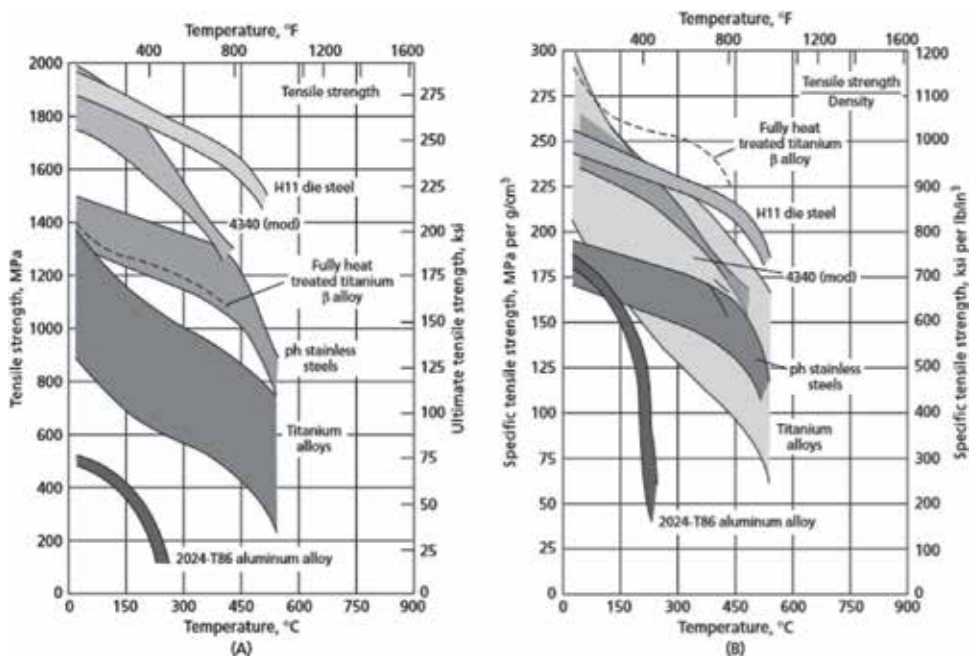 Temperature, °F
400 800 1200 1600
2000
1800
1600
1400
1200
1000
800
600
400
200
0
Tensile strength, MPa
275
250
225
200
175
150
125
100
75
50
25
0
Ultimate tensile strength, ksi
Tensile strength
H11 die steel
4340 (mod)
Fully heat
treated titanium
β alloy
ph stainless
steels
Titanium
alloys
2024-T86 aluminum alloy
0 150 300 450 600 750 900
Temperature, °C
(A)
Temperature, °F
400 800 1200 1600
300
275
250
225
200
175
150
125
100
75
50
25
0
Specific tensile strength, MPa per g/cm³
1200
1100
1000
900
800
700
600
500
400
300
200
100
0
Specific tensile strength, ksi per lb/in³
Tensile strength
Density
Fully heat
treated titanium
β alloy
H11 die steel
4340 (mod)
ph stainless
steels
Titanium
alloys
2024-T86 aluminum alloy
0 150 300 450 600 750 900
Temperature, °C
(B)